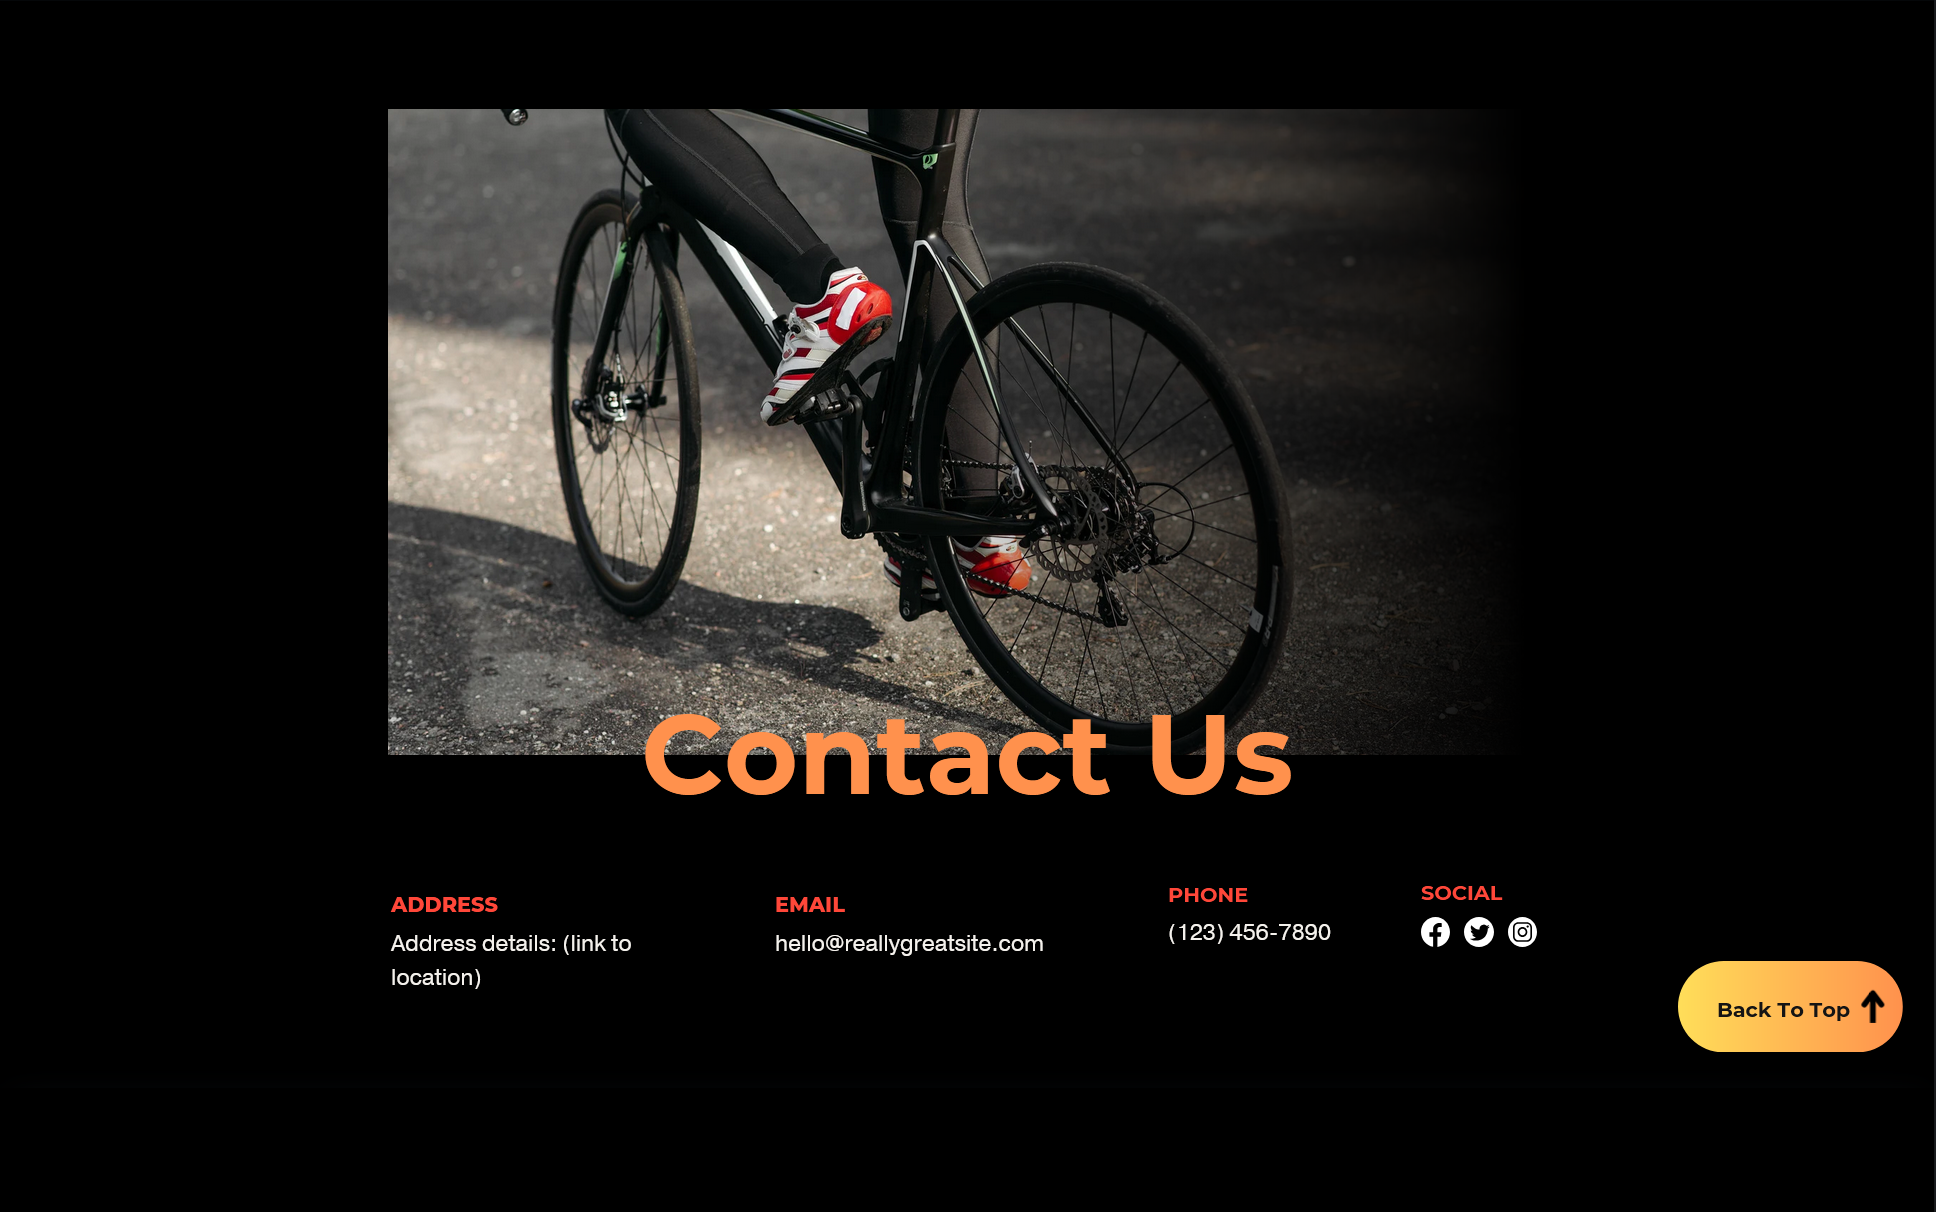 Contact Us
ADDRESS
Address details: (link to
location)
EMAIL
hello@reallygreatsite.com
PHONE
(123) 456-7890
SOCIAL
Back To Top